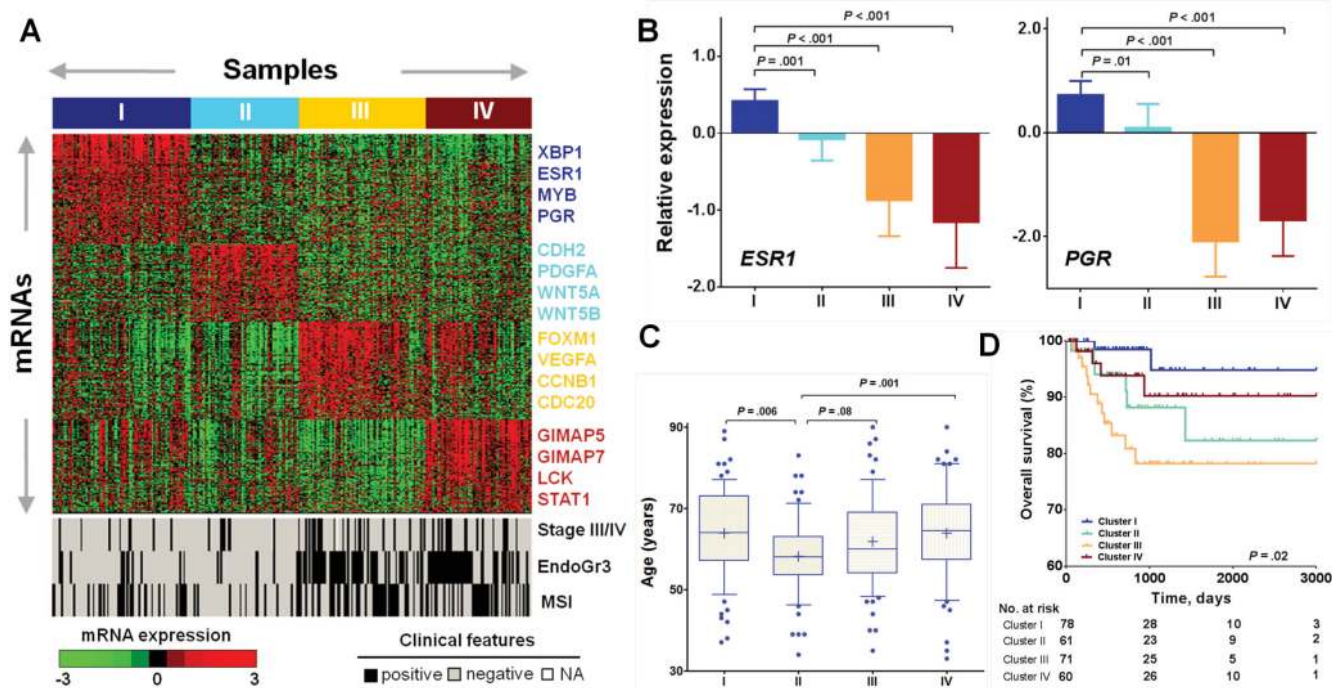 A
Samples
I II III IV
mRNAs
XBP1
ESR1
MYB
PGR
CDH2
PDGFA
WNT5A
WNT5B
FOXM1
VEGFA
CCNB1
CDC20
GIMAP5
GIMAP7
LCK
STAT1
Stage III/IV
EndoGr3
MSI
mRNA expression
-3 0 3
Clinical features
positive negative NA
B
Relative expression
P < .001
P < .001
P = .001
1.0
0.0
-1.0
-2.0
ESR1
I II III IV
P < .001
P < .001
P = .01
2.0
0.0
-2.0
PGR
I II III IV
C
Age (years)
P = .001
P = .006 P = .08
90
70
50
30
I II III IV
D
Overall survival (%)
100
90
80
70
60
Cluster I
Cluster II
Cluster III
Cluster IV
P = .02
0 1000 2000 3000
Time, days
No. at risk
Cluster I 78 28 10 3
Cluster II 61 23 9 2
Cluster III 71 25 5 1
Cluster IV 60 26 10 1